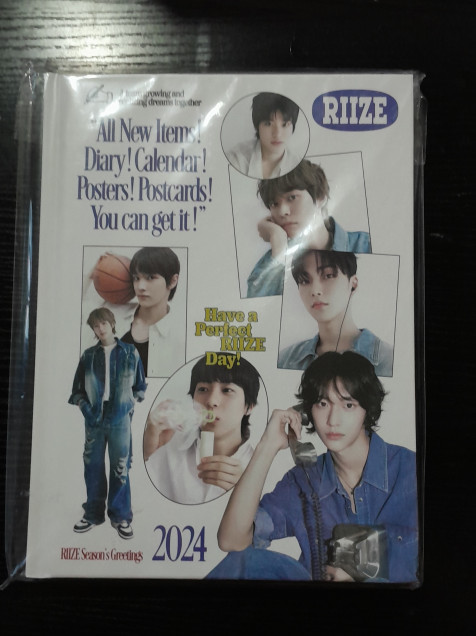 growing and
dreams together
"All New Items!
Diary! Calendar!
Posters! Postcards!
You can get it!"
RIIZE
Have a
Perfect
RIIZE
Day!
RIIZE Season's Greetings
2024